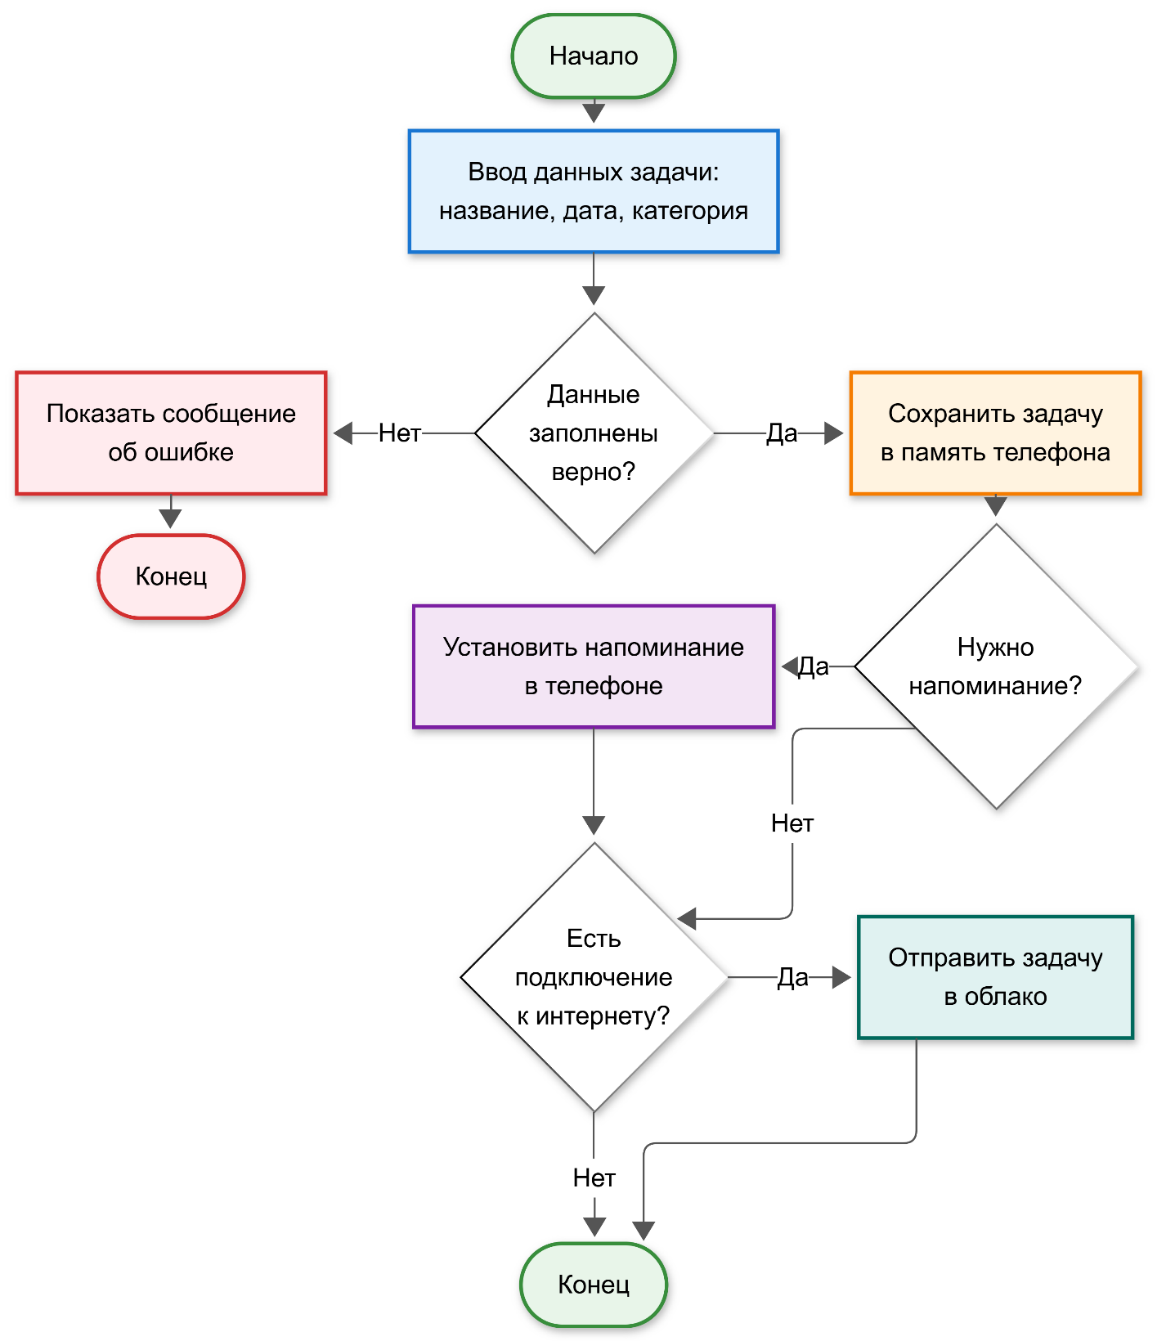 Начало
Ввод данных задачи:
название, дата, категория
Данные
заполнены
верно?
Нет
Да
Показать сообщение
об ошибке
Конец
Сохранить задачу
в память телефона
Нужно
напоминание?
Да
Нет
Установить напоминание
в телефоне
Есть
подключение
к интернету?
Да
Отправить задачу
в облако
Нет
Конец